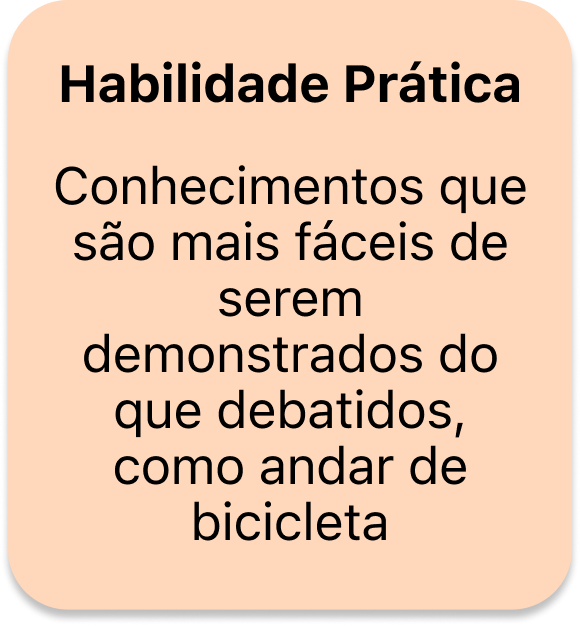 Habilidade Prática
Conhecimentos que
são mais fáceis de
serem
demonstrados do
que debatidos,
como andar de
bicicleta